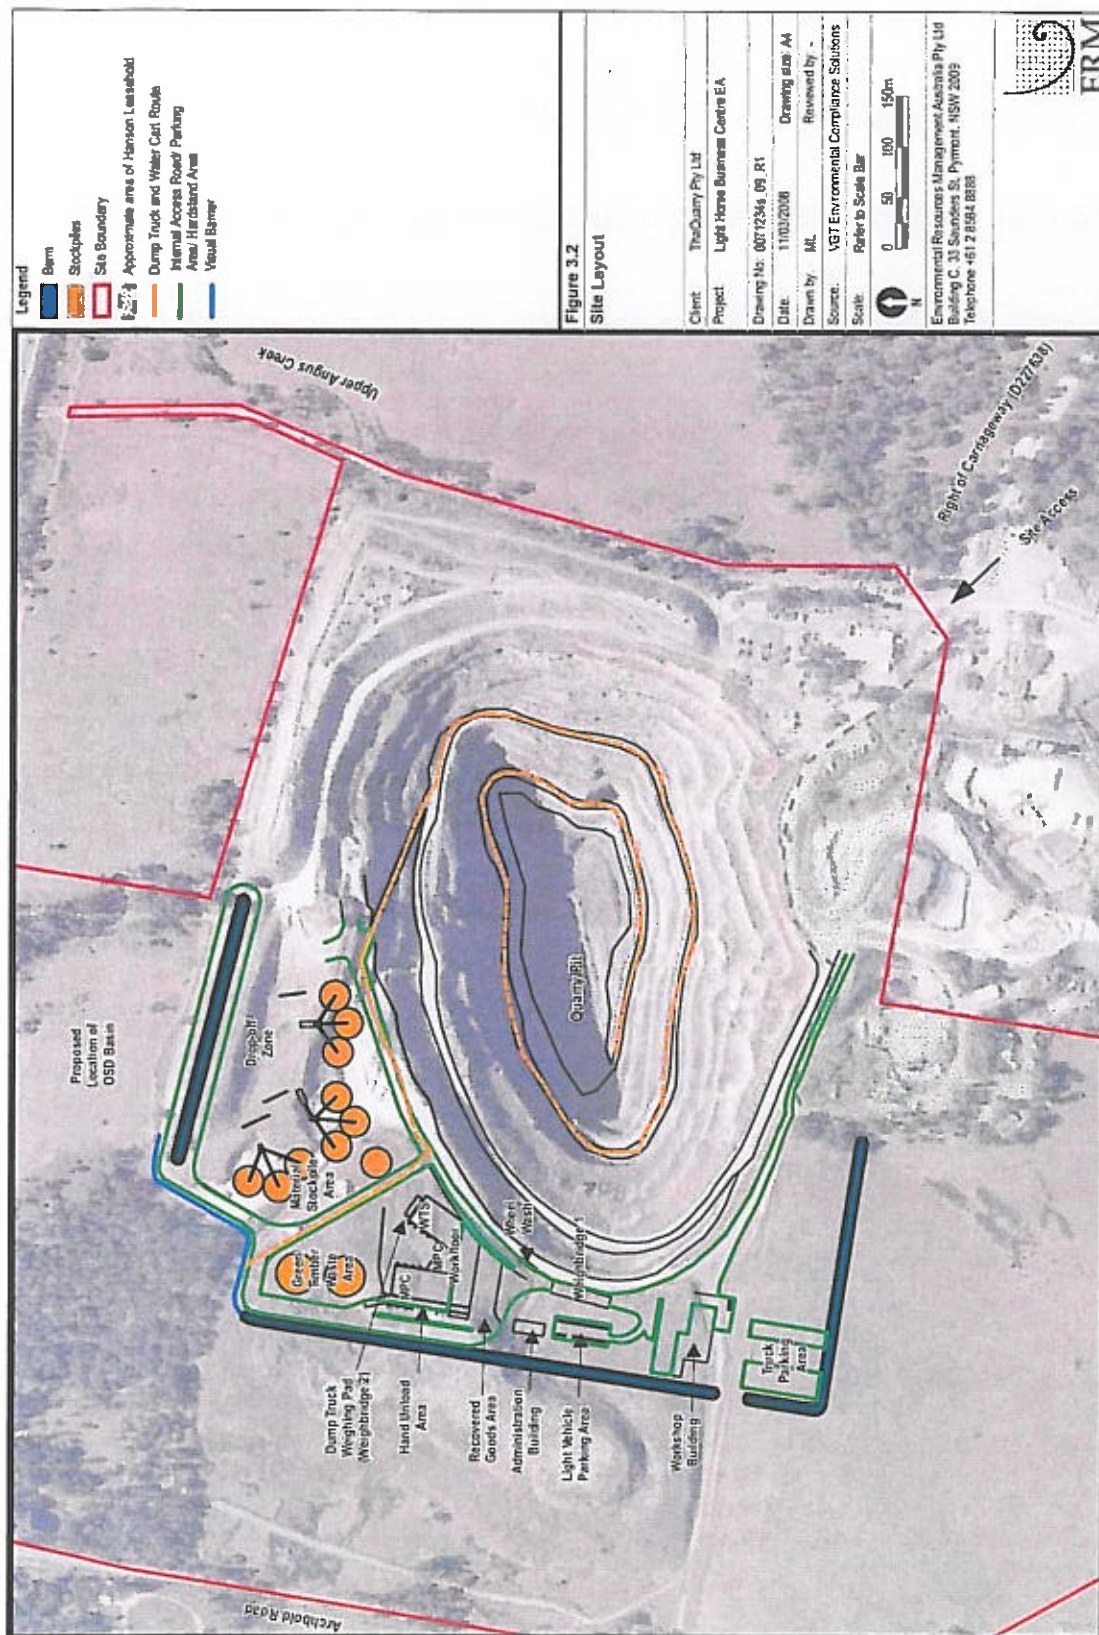 Legend
Berm
Stockpiles
Site Boundary
Approximate area of Hanson Leasehold
Dump Truck and Water Cart Route
Internal Access Road/ Parking
Area/ Hardstand Area
Visual Barrier
Figure 3.2
Site Layout
Client: ThaQuarry Pty Ltd
Project: Light Horse Business Centre EA
Drawing No: 0071234s_09_R1
Date: 11/03/2008 Drawing size: A4
Drawn by: ML Reviewed by: -
Source: VGT Environmental Compliance Solutions
Scale: Refer to Scale Bar
0 50 100 150m
N
Environmental Resources Management Australia Pty Ltd
Building C, 33 Saunders St, Pyrmont, NSW 2009
Telephone +61 2 8584 8888
ERM
Upper Angus Creek
Proposed
Location of
OSD Basin
Drop-off
Zone
Material
Stockpile
Area
Green
Timber
Waste
Area
WTS
MPC
Workfloor
WPC
Wheel
Wash
Weighbridge 1
Quarry Pit
Dump Truck
Weighing Pad
(Weighbridge 2)
Hand Unload
Area
Recovered
Goods Area
Administration
Building
Light Vehicle
Parking Area
Workshop
Building
Truck
Parking
Area
Right of Carriageway (D227638)
Site Access
Archbold Road